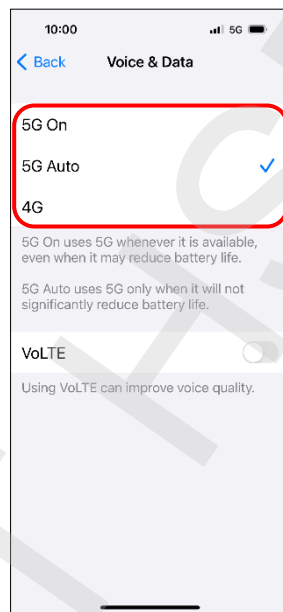 10:00
5G
Back
Voice & Data
5G On
5G Auto
4G
5G On uses 5G whenever it is available,
even when it may reduce battery life.
5G Auto uses 5G only when it will not
significantly reduce battery life.
VoLTE
Using VoLTE can improve voice quality.